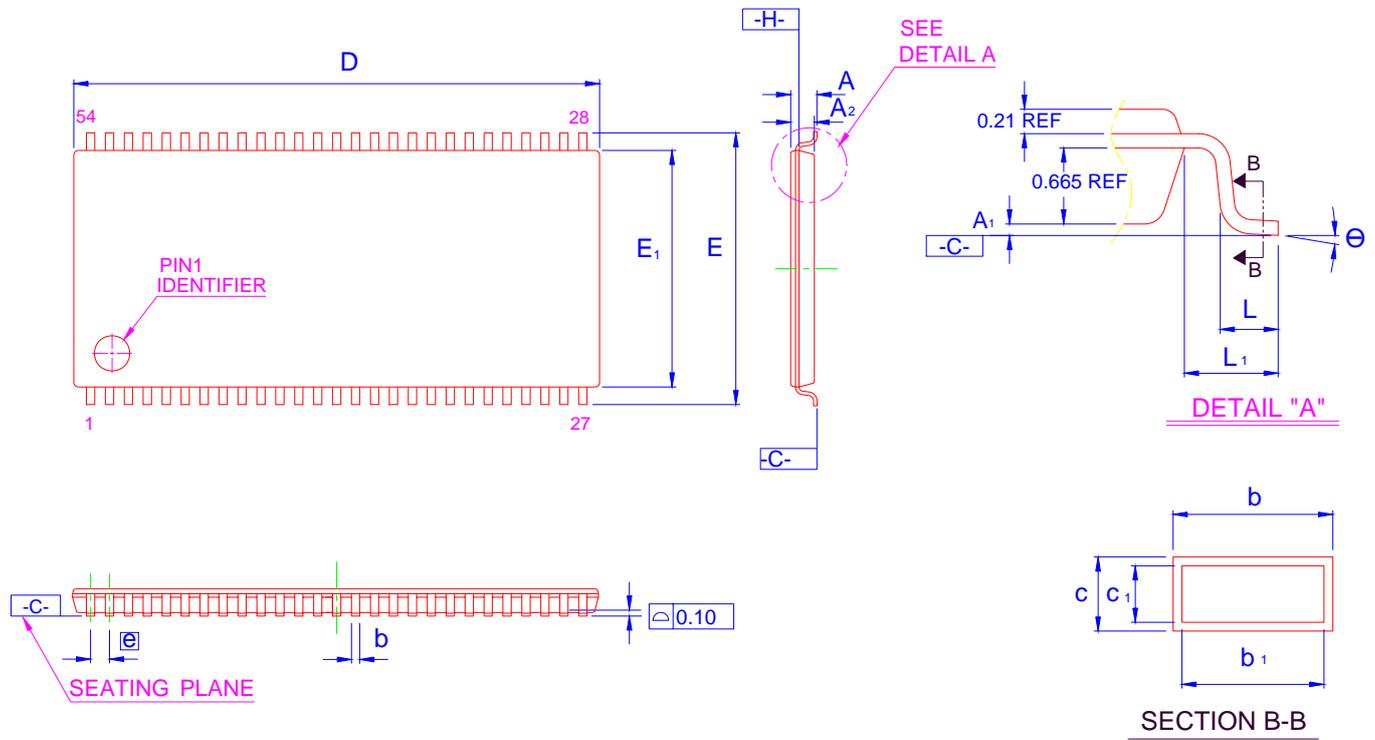 -H-
SEE
DETAIL A
D
A
A2
54
28
0.21 REF
0.665 REF
B
A1
-C-
B
Θ
E1
E
PIN1
IDENTIFIER
L
L1
1
27
DETAIL "A"
-C-
b
-C-
e
b
0.10
c
c1
b1
SEATING PLANE
SECTION B-B